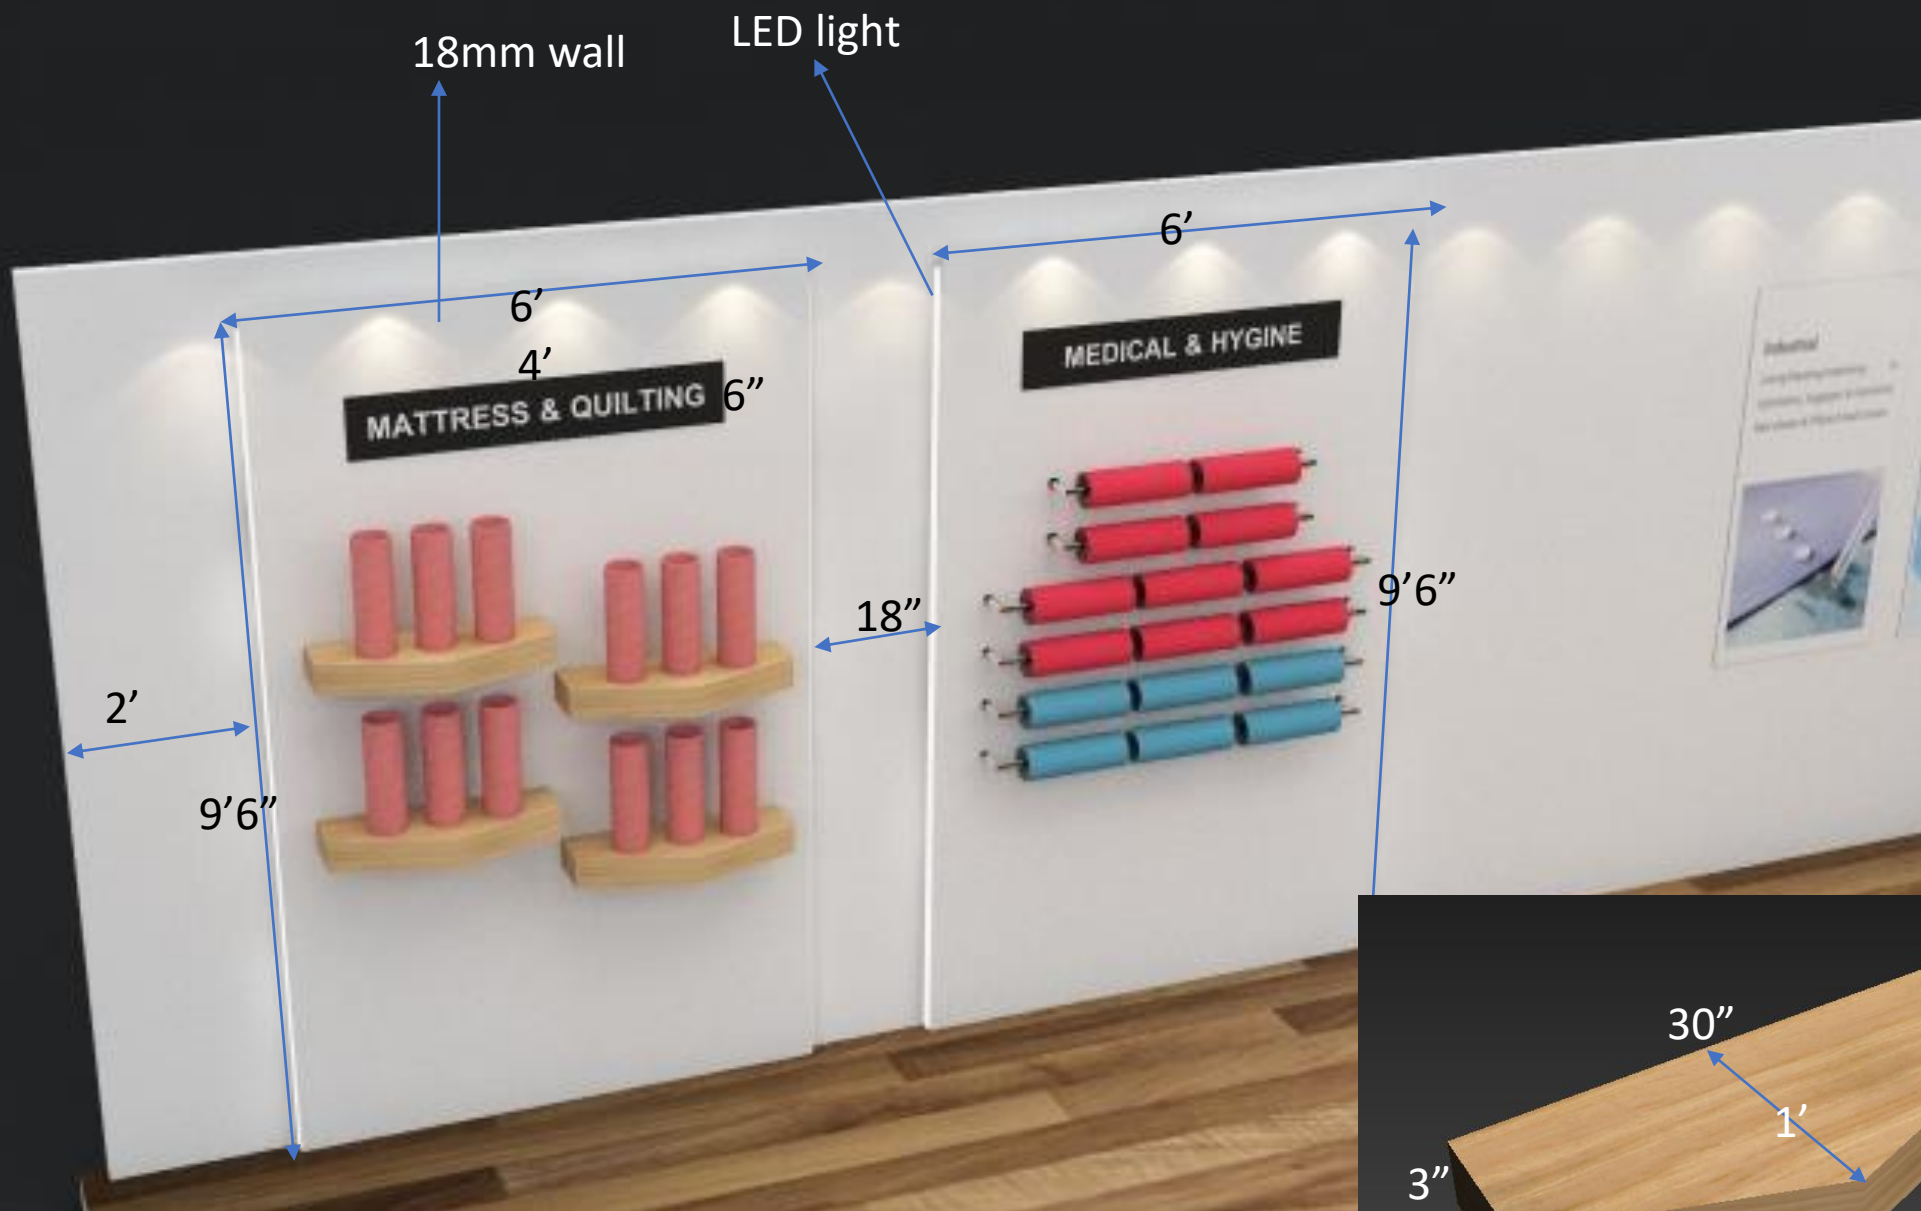 18mm wall
LED light
6'
6'
4'
MATTRESS & QUILTING
6”
MEDICAL & HYGINE
Industrial
18”
9’6”
2’
9’6”
30”
1’
3”